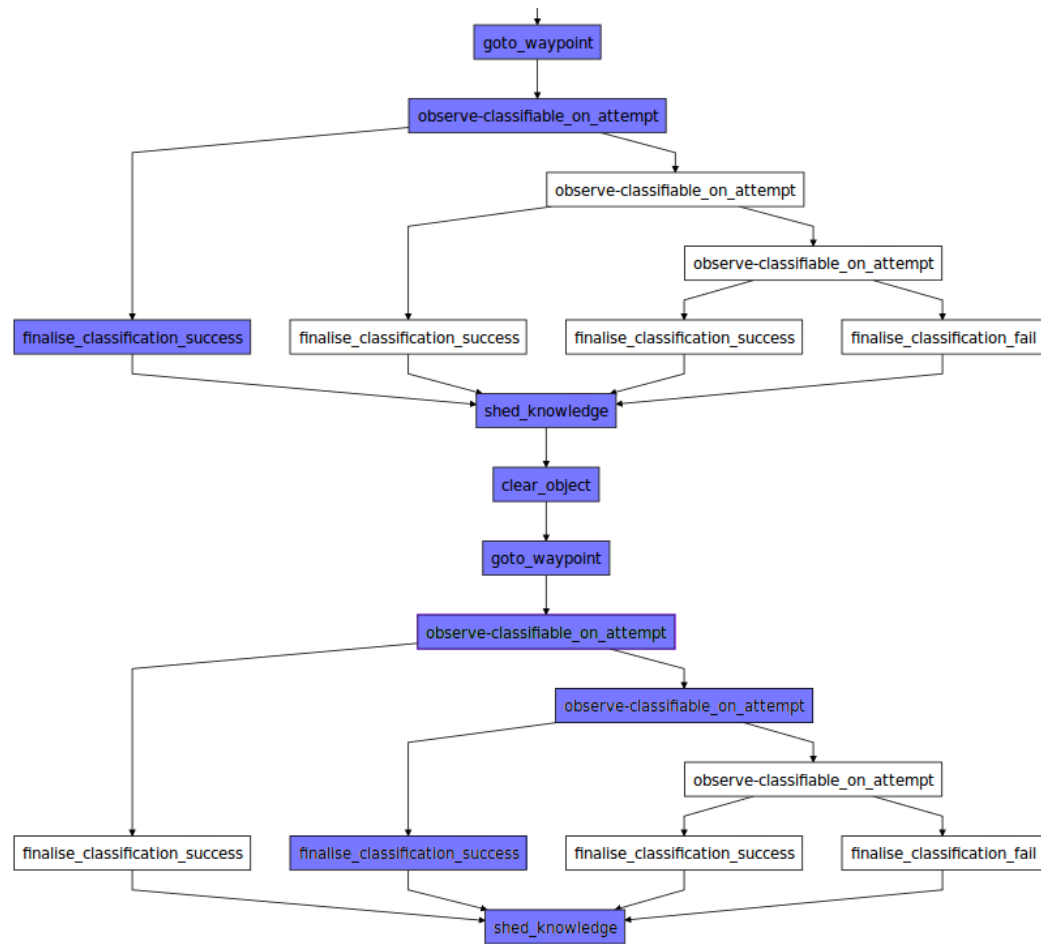 goto_waypoint
observe-classifiable_on_attempt
observe-classifiable_on_attempt
observe-classifiable_on_attempt
finalise_classification_success
finalise_classification_success
finalise_classification_success
finalise_classification_fail
shed_knowledge
clear_object
goto_waypoint
observe-classifiable_on_attempt
observe-classifiable_on_attempt
observe-classifiable_on_attempt
finalise_classification_success
finalise_classification_success
finalise_classification_success
finalise_classification_fail
shed_knowledge